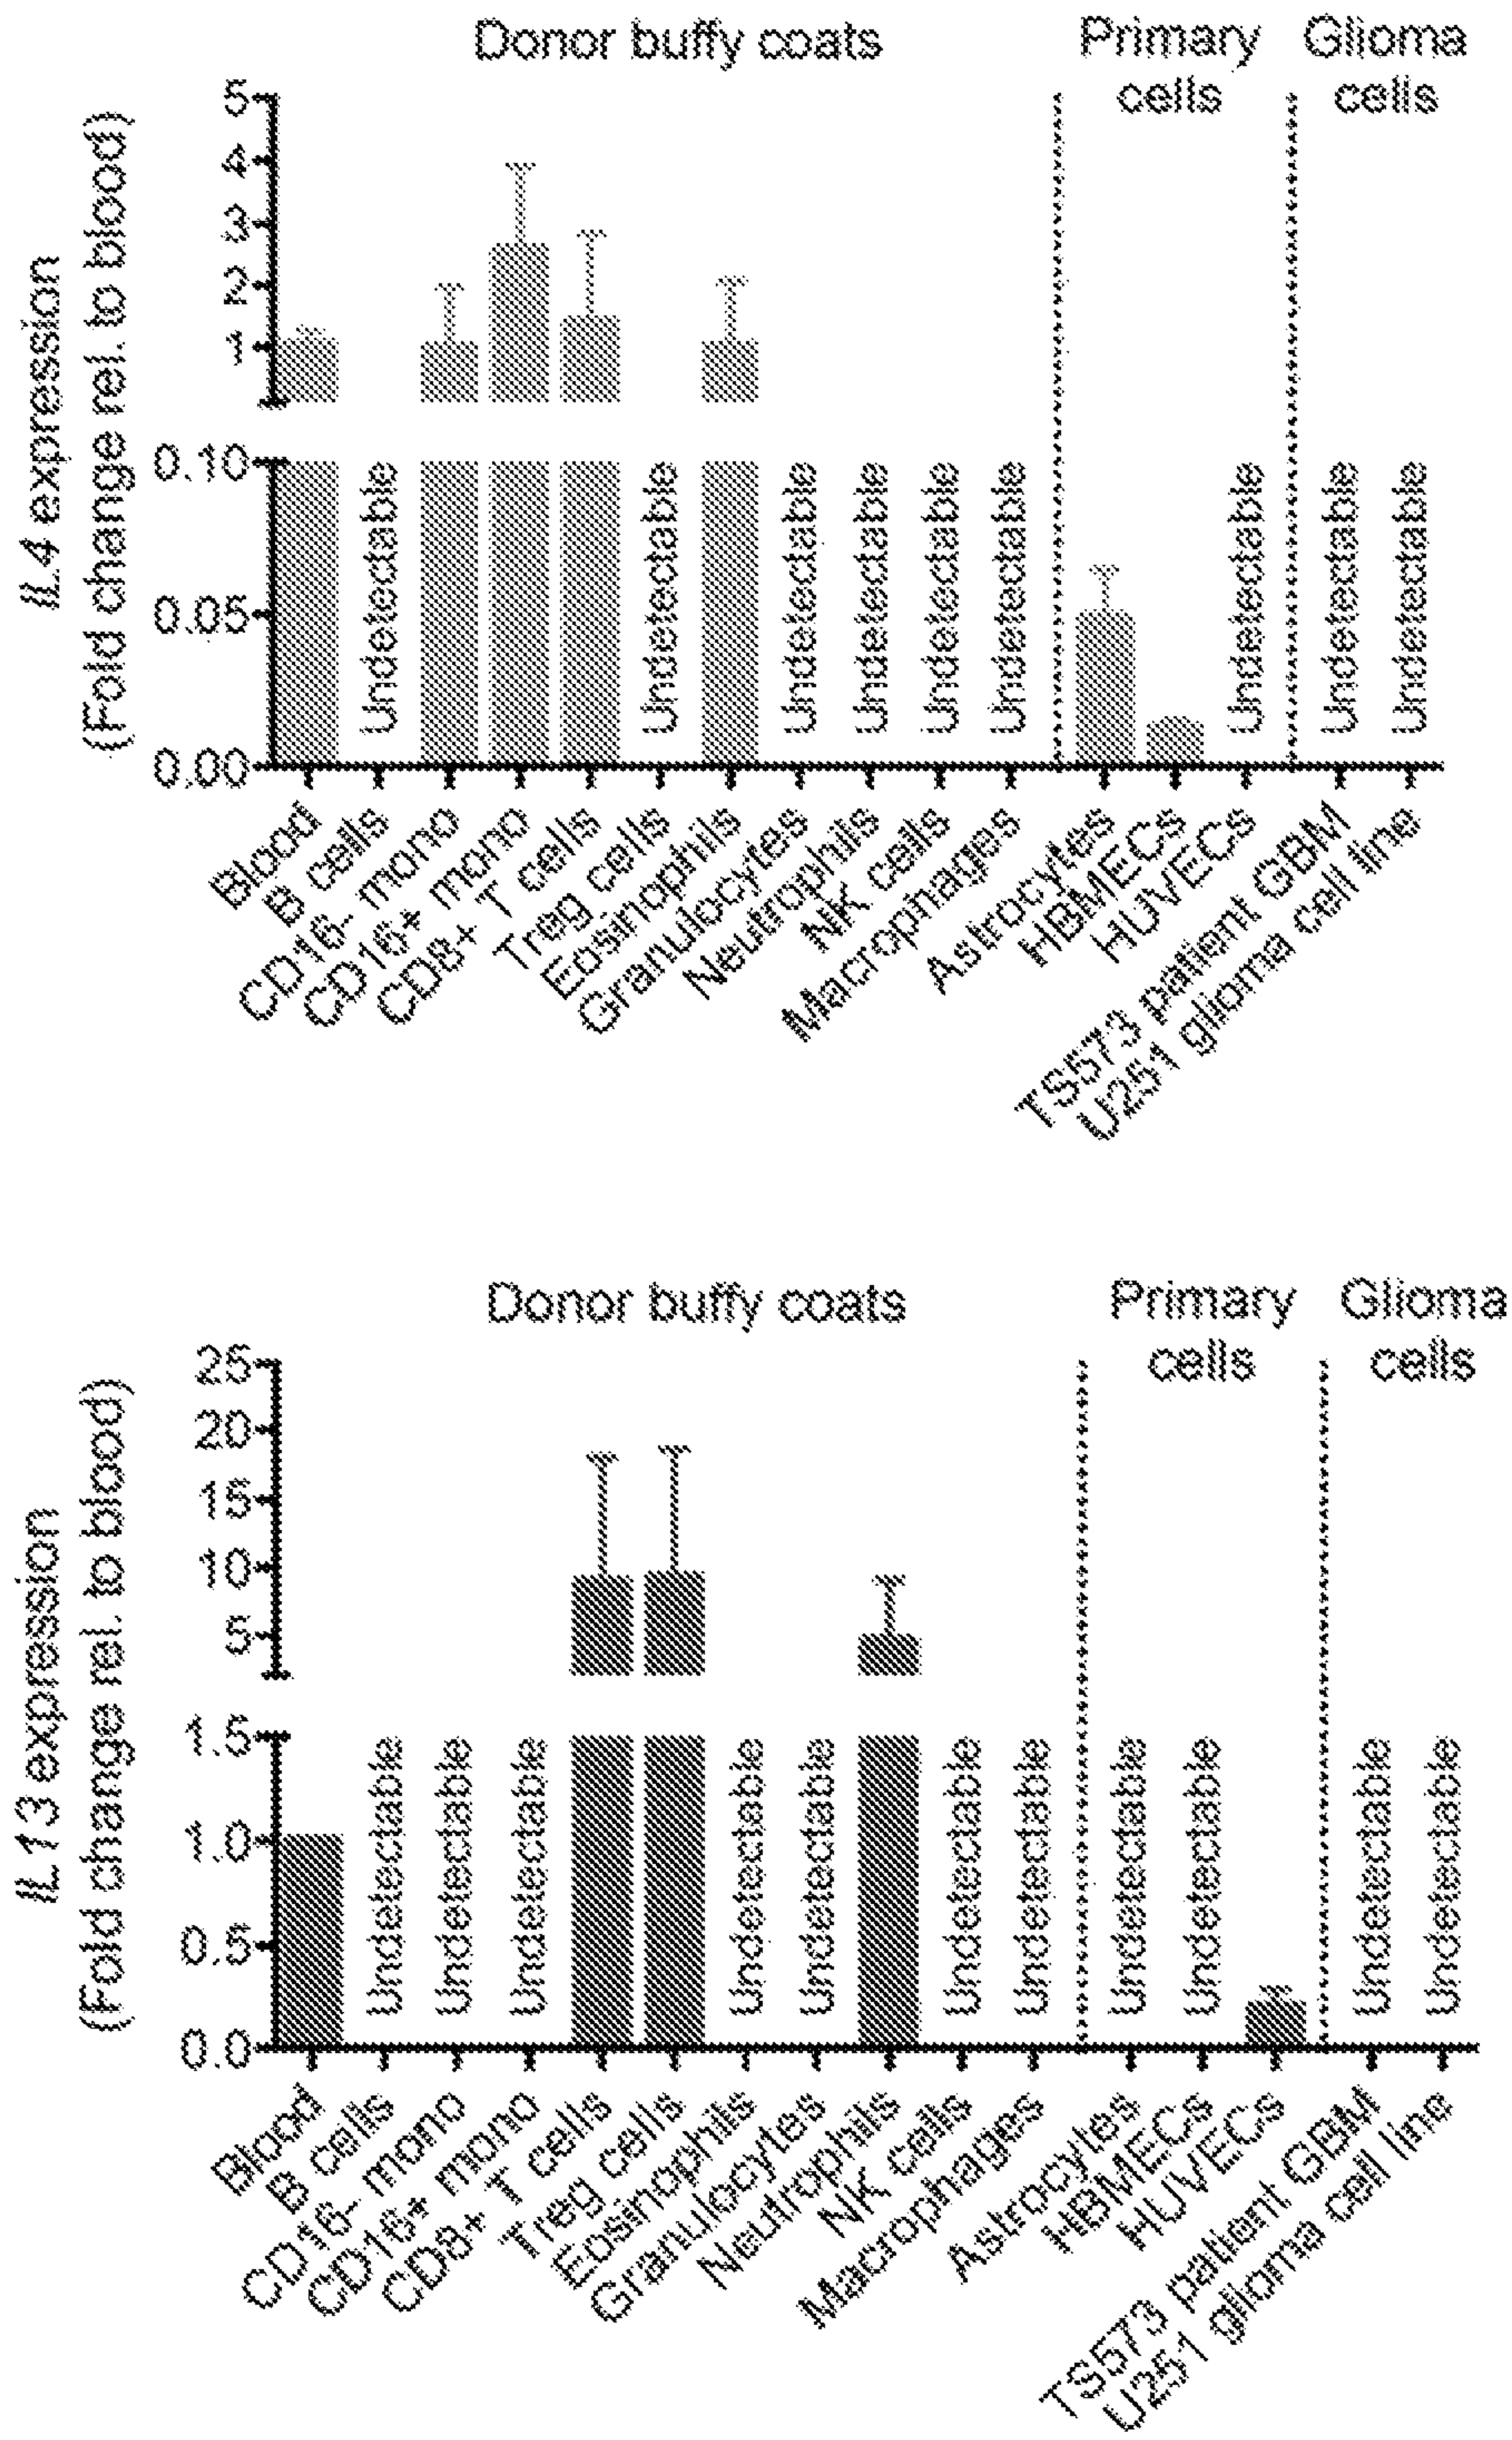 Donor buffy coats
Primary cells
Glioma cells
IL4 expression
(Fold change rel. to blood)
5
4
3
2
1
0.10
0.05
0.00
Undetectable
Undetectable
Undetectable
Undetectable
Undetectable
Undetectable
Undetectable
Undetectable
Undetectable
Blood
B cells
CD16- mono
CD16+ mono
CD8+ T cells
Treg cells
Eosinophils
Granulocytes
Neutrophils
NK cells
Macrophages
Astrocytes
HBMECs
HUVECs
TS573 patient GBM
U251 glioma cell line
Donor buffy coats
Primary cells
Glioma cells
IL13 expression
(Fold change rel. to blood)
25
20
15
10
5
1.5
1.0
0.5
0.0
Undetectable
Undetectable
Undetectable
Undetectable
Undetectable
Undetectable
Undetectable
Undetectable
Undetectable
Undetectable
Undetectable
Blood
B cells
CD16- mono
CD16+ mono
CD8+ T cells
Treg cells
Eosinophils
Granulocytes
Neutrophils
NK cells
Macrophages
Astrocytes
HBMECs
HUVECs
TS573 patient GBM
U251 glioma cell line